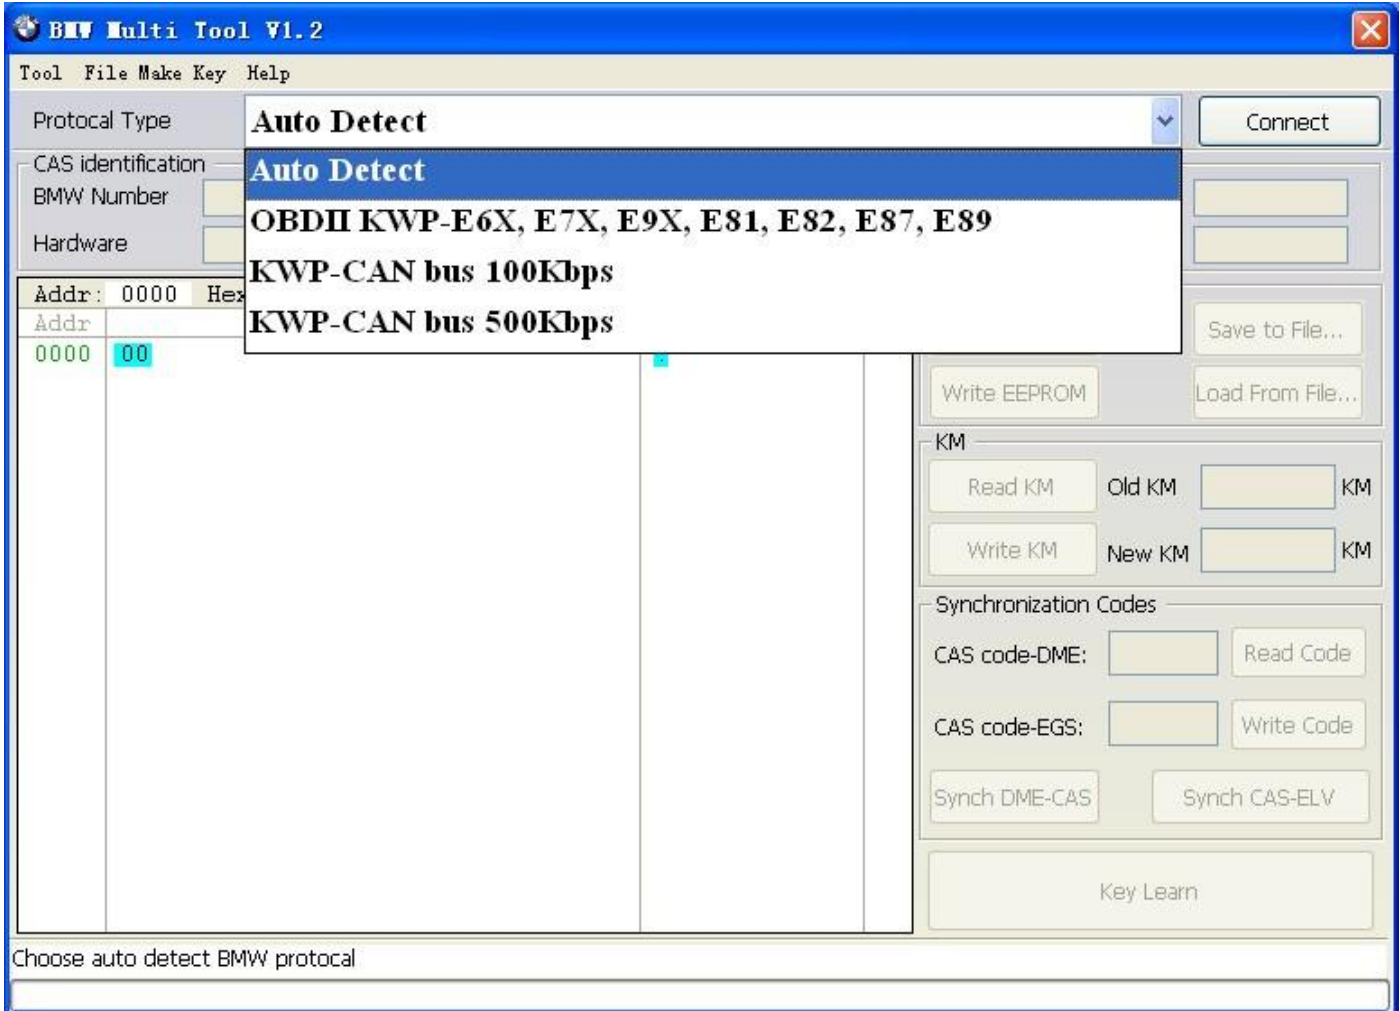 BMW Multi Tool V1.2
Tool File Make Key Help
Protocal Type Auto Detect Connect
Auto Detect
OBDII KWP-E6X, E7X, E9X, E81, E82, E87, E89
KWP-CAN bus 100Kbps
KWP-CAN bus 500Kbps
CAS identification
BMW Number
Hardware
Addr: 0000 Hex
Addr
0000 00 .
Save to File...
Write EEPROM Load From File...
KM
Read KM Old KM KM
Write KM New KM KM
Synchronization Codes
CAS code-DME: Read Code
CAS code-EGS: Write Code
Synch DME-CAS Synch CAS-ELV
Key Learn
Choose auto detect BMW protocal